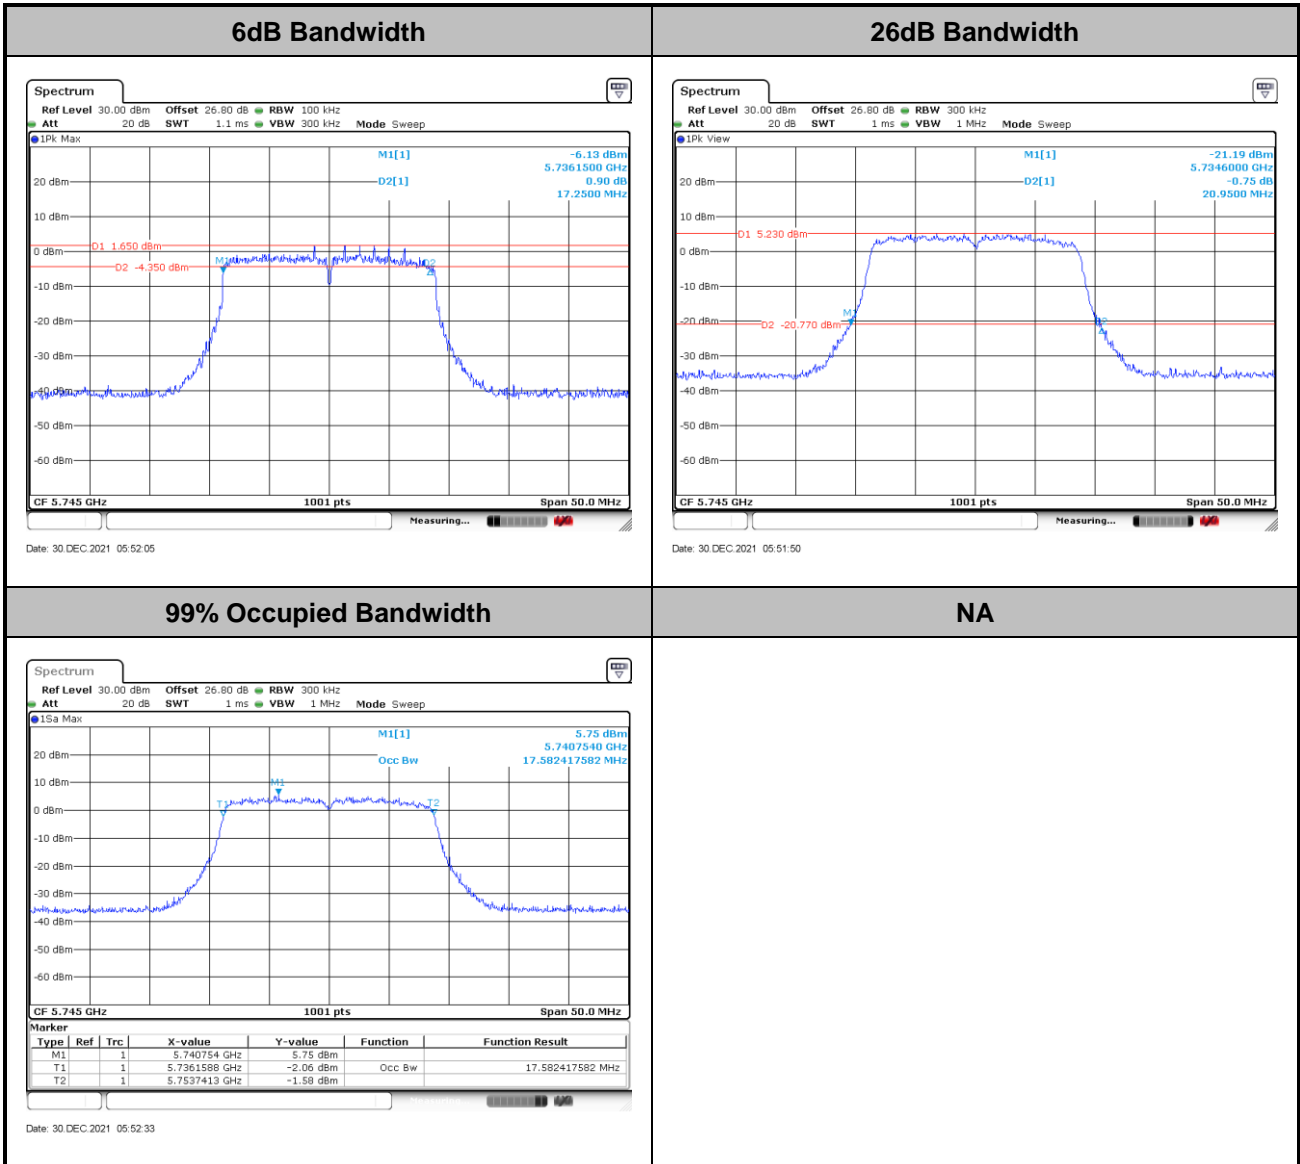 6dB Bandwidth
26dB Bandwidth
Spectrum
Ref Level 30.00 dBm Offset 26.80 dB RBW 100 kHz
Att 20 dB SWT 1.1 ms VBW 300 kHz Mode Sweep
1Pk Max
M1[1] -6.13 dBm
5.7361500 GHz
D2[1] 0.90 dB
17.2500 MHz
20 dBm
10 dBm
0 dBm
D1 1.650 dBm
M1
D2
D2 -4.350 dBm
-10 dBm
-20 dBm
-30 dBm
-40 dBm
-50 dBm
-60 dBm
CF 5.745 GHz 1001 pts Span 50.0 MHz
Measuring...
Date: 30.DEC.2021 05:52:05
Spectrum
Ref Level 30.00 dBm Offset 26.80 dB RBW 300 kHz
Att 20 dB SWT 1 ms VBW 1 MHz Mode Sweep
1Pk View
M1[1] -21.19 dBm
5.7346000 GHz
D2[1] -0.75 dB
20.9500 MHz
20 dBm
10 dBm
D1 5.230 dBm
0 dBm
-10 dBm
M1
-20 dBm
D2 -20.770 dBm
D2
-30 dBm
-40 dBm
-50 dBm
-60 dBm
CF 5.745 GHz 1001 pts Span 50.0 MHz
Measuring...
Date: 30.DEC.2021 05:51:50
99% Occupied Bandwidth
NA
Spectrum
Ref Level 30.00 dBm Offset 26.80 dB RBW 300 kHz
Att 20 dB SWT 1 ms VBW 1 MHz Mode Sweep
1Sa Max
M1[1] 5.75 dBm
5.7407540 GHz
Occ Bw 17.582417582 MHz
20 dBm
10 dBm
M1
0 dBm
T1
T2
-10 dBm
-20 dBm
-30 dBm
-40 dBm
-50 dBm
-60 dBm
CF 5.745 GHz 1001 pts Span 50.0 MHz
Marker
Type Ref Trc X-value Y-value Function Function Result
M1 1 5.740754 GHz 5.75 dBm
T1 1 5.7361588 GHz -2.06 dBm Occ Bw 17.582417582 MHz
T2 1 5.7537413 GHz -1.58 dBm
Measuring...
Date: 30.DEC.2021 05:52:33